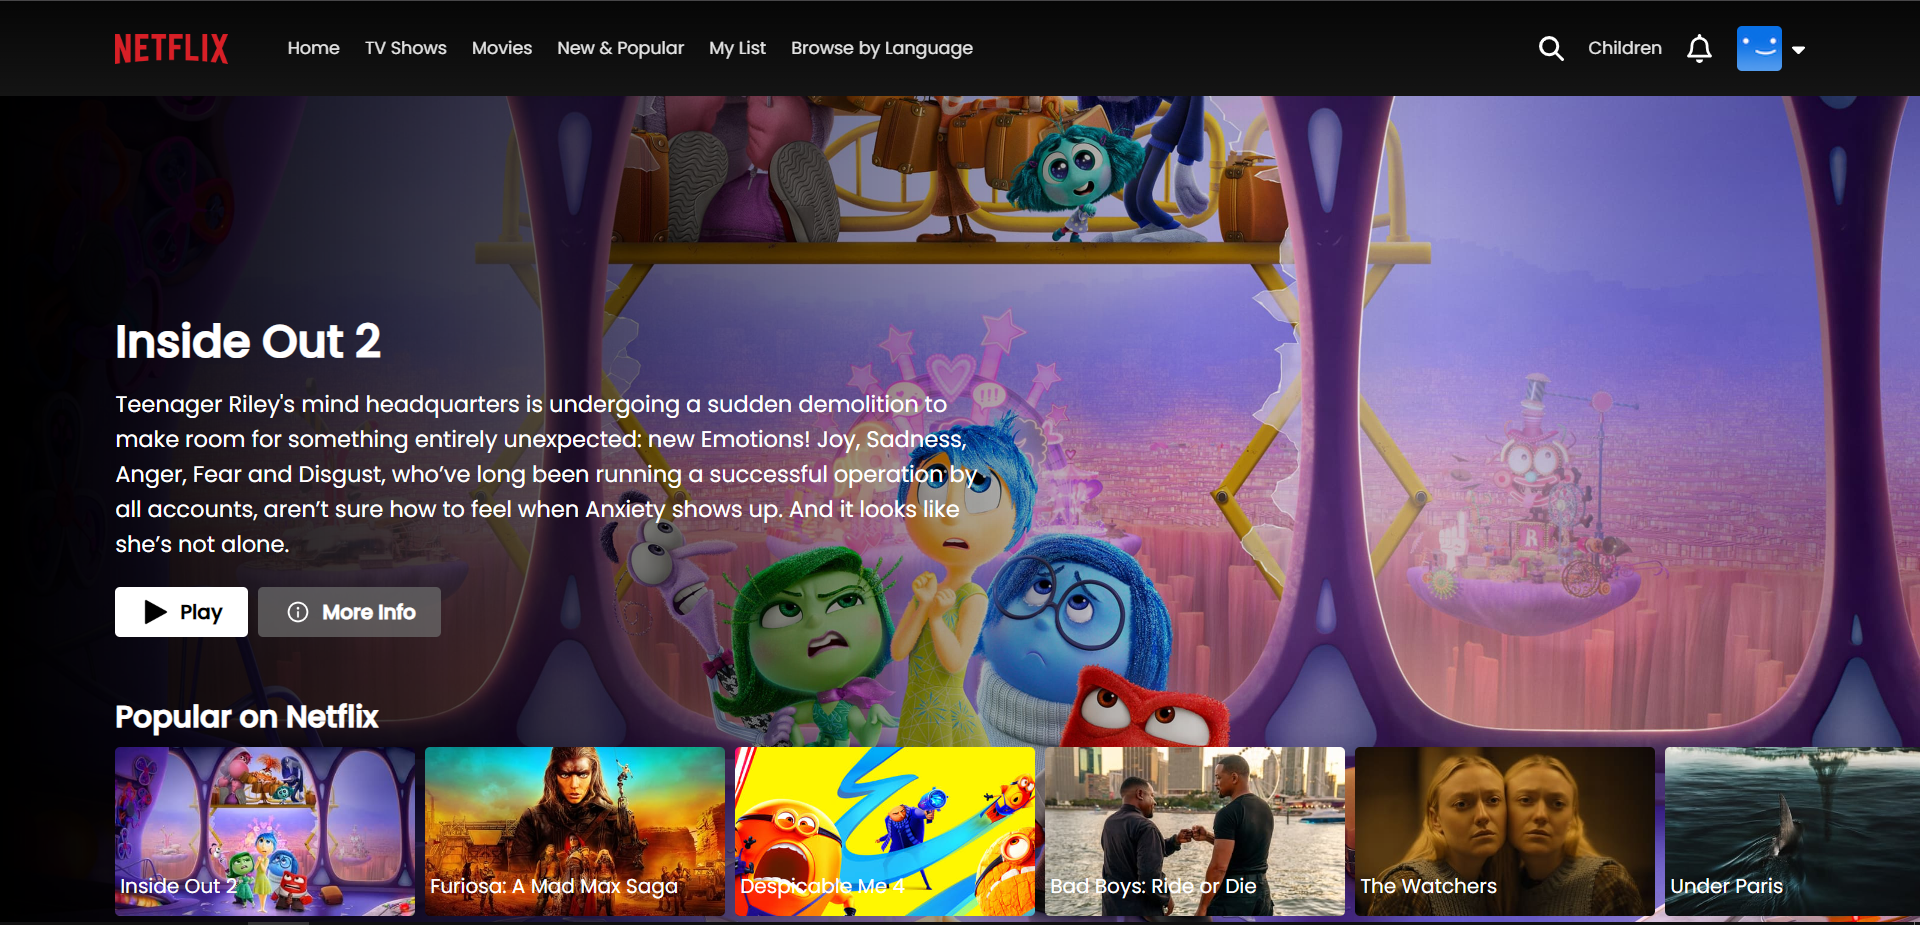 NETFLIX
Home
TV Shows
Movies
New & Popular
My List
Browse by Language
Children
Inside Out 2
Teenager Riley's mind headquarters is undergoing a sudden demolition to
make room for something entirely unexpected: new Emotions! Joy, Sadness,
Anger, Fear and Disgust, who’ve long been running a successful operation by
all accounts, aren’t sure how to feel when Anxiety shows up. And it looks like
she’s not alone.
Play
More Info
Popular on Netflix
Inside Out 2
Furiosa: A Mad Max Saga
Despicable Me 4
Bad Boys: Ride or Die
The Watchers
Under Paris